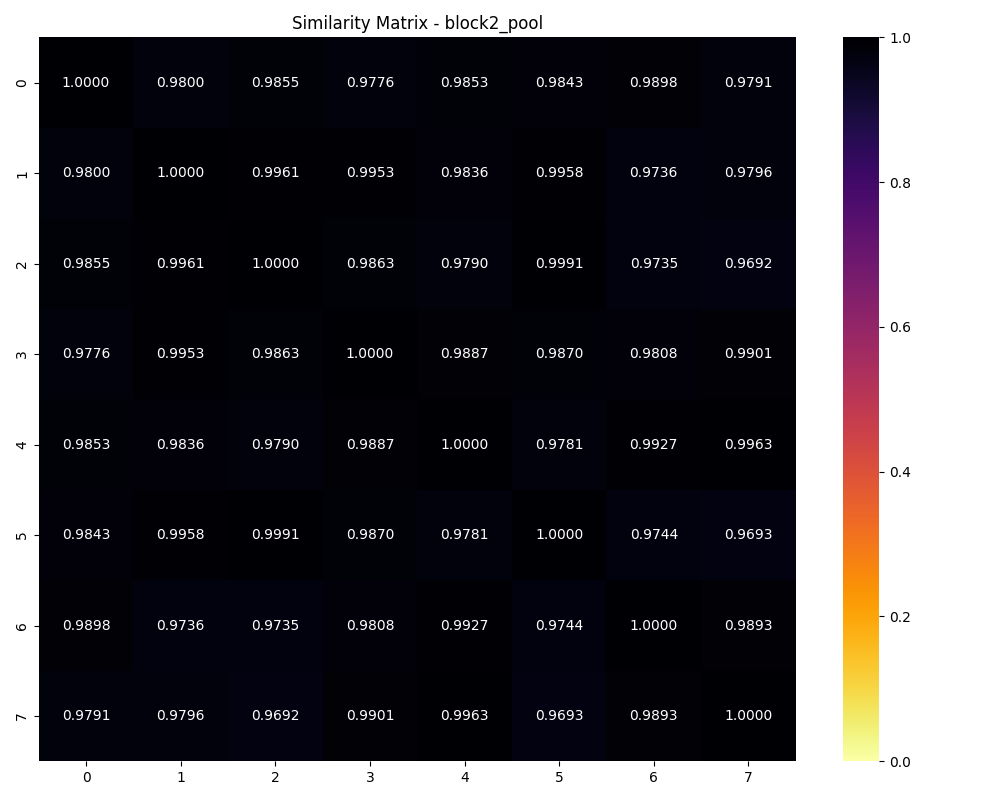 Similarity Matrix - block2_pool
0 1.0000 0.9800 0.9855 0.9776 0.9853 0.9843 0.9898 0.9791
1 0.9800 1.0000 0.9961 0.9953 0.9836 0.9958 0.9736 0.9796
2 0.9855 0.9961 1.0000 0.9863 0.9790 0.9991 0.9735 0.9692
3 0.9776 0.9953 0.9863 1.0000 0.9887 0.9870 0.9808 0.9901
4 0.9853 0.9836 0.9790 0.9887 1.0000 0.9781 0.9927 0.9963
5 0.9843 0.9958 0.9991 0.9870 0.9781 1.0000 0.9744 0.9693
6 0.9898 0.9736 0.9735 0.9808 0.9927 0.9744 1.0000 0.9893
7 0.9791 0.9796 0.9692 0.9901 0.9963 0.9693 0.9893 1.0000
0 1 2 3 4 5 6 7
1.0
0.8
0.6
0.4
0.2
0.0